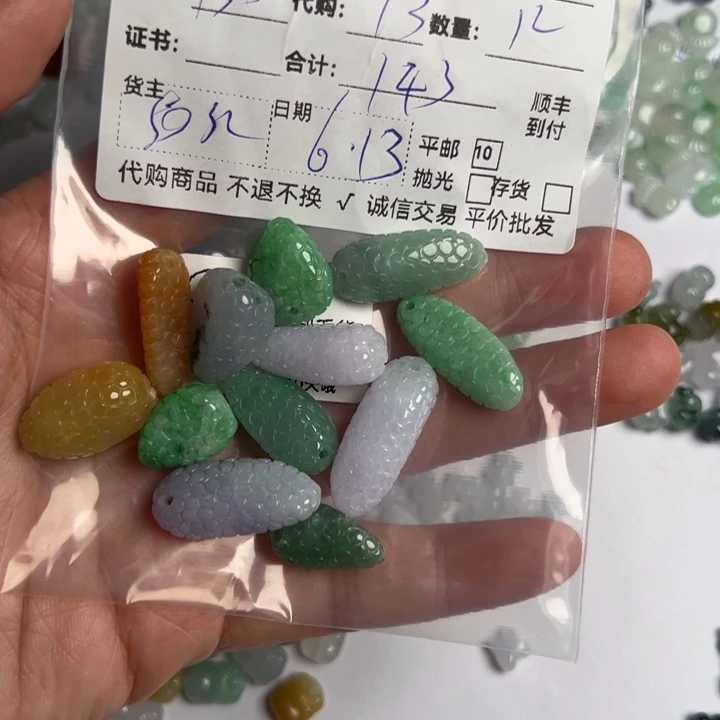 代购: 13 数量: 12
证书: 合计: 143
顺丰到付
货主 日期 6.13
平邮 10
抛光 存货
代购商品 不退不换 √ 诚信交易 平价批发